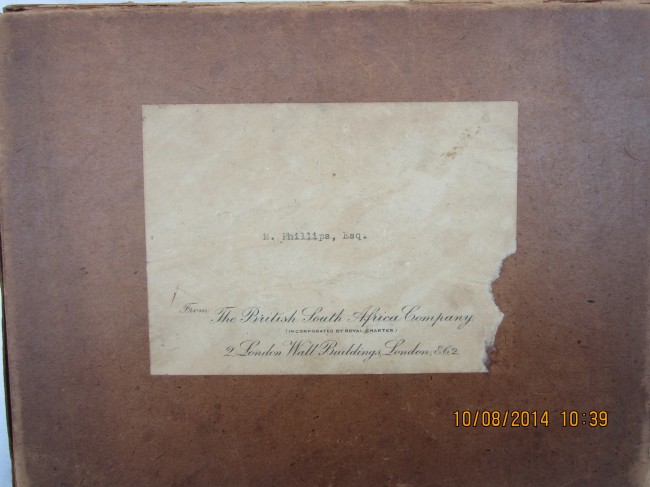 M. Phillips, Esq.
From The British South Africa Company
(INCORPORATED BY ROYAL CHARTER)
2, London Wall Buildings, London, E.C.2.
10/08/2014 10:39